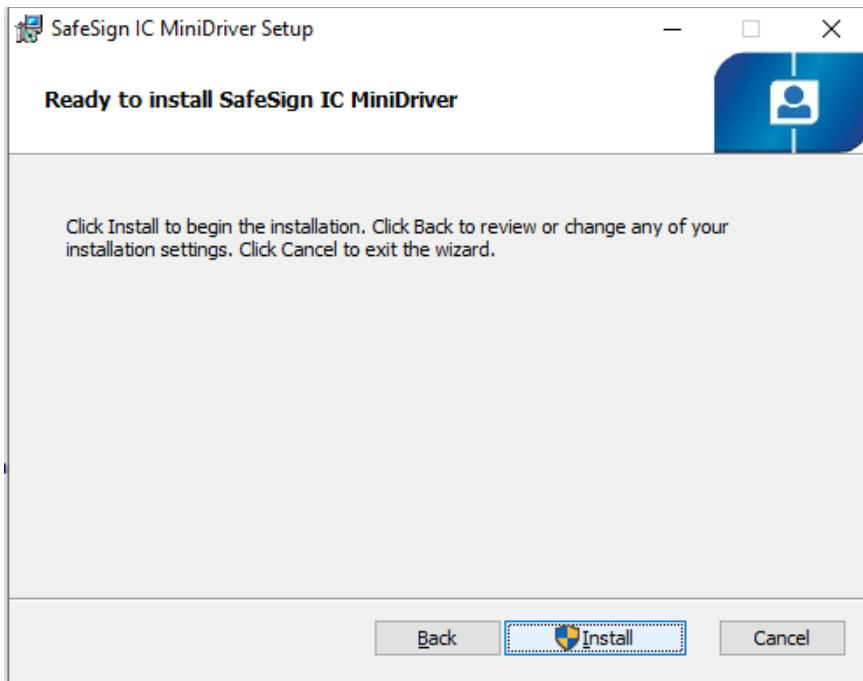 SafeSign IC MiniDriver Setup
Ready to install SafeSign IC MiniDriver
Click Install to begin the installation. Click Back to review or change any of your
installation settings. Click Cancel to exit the wizard.
Back
Install
Cancel